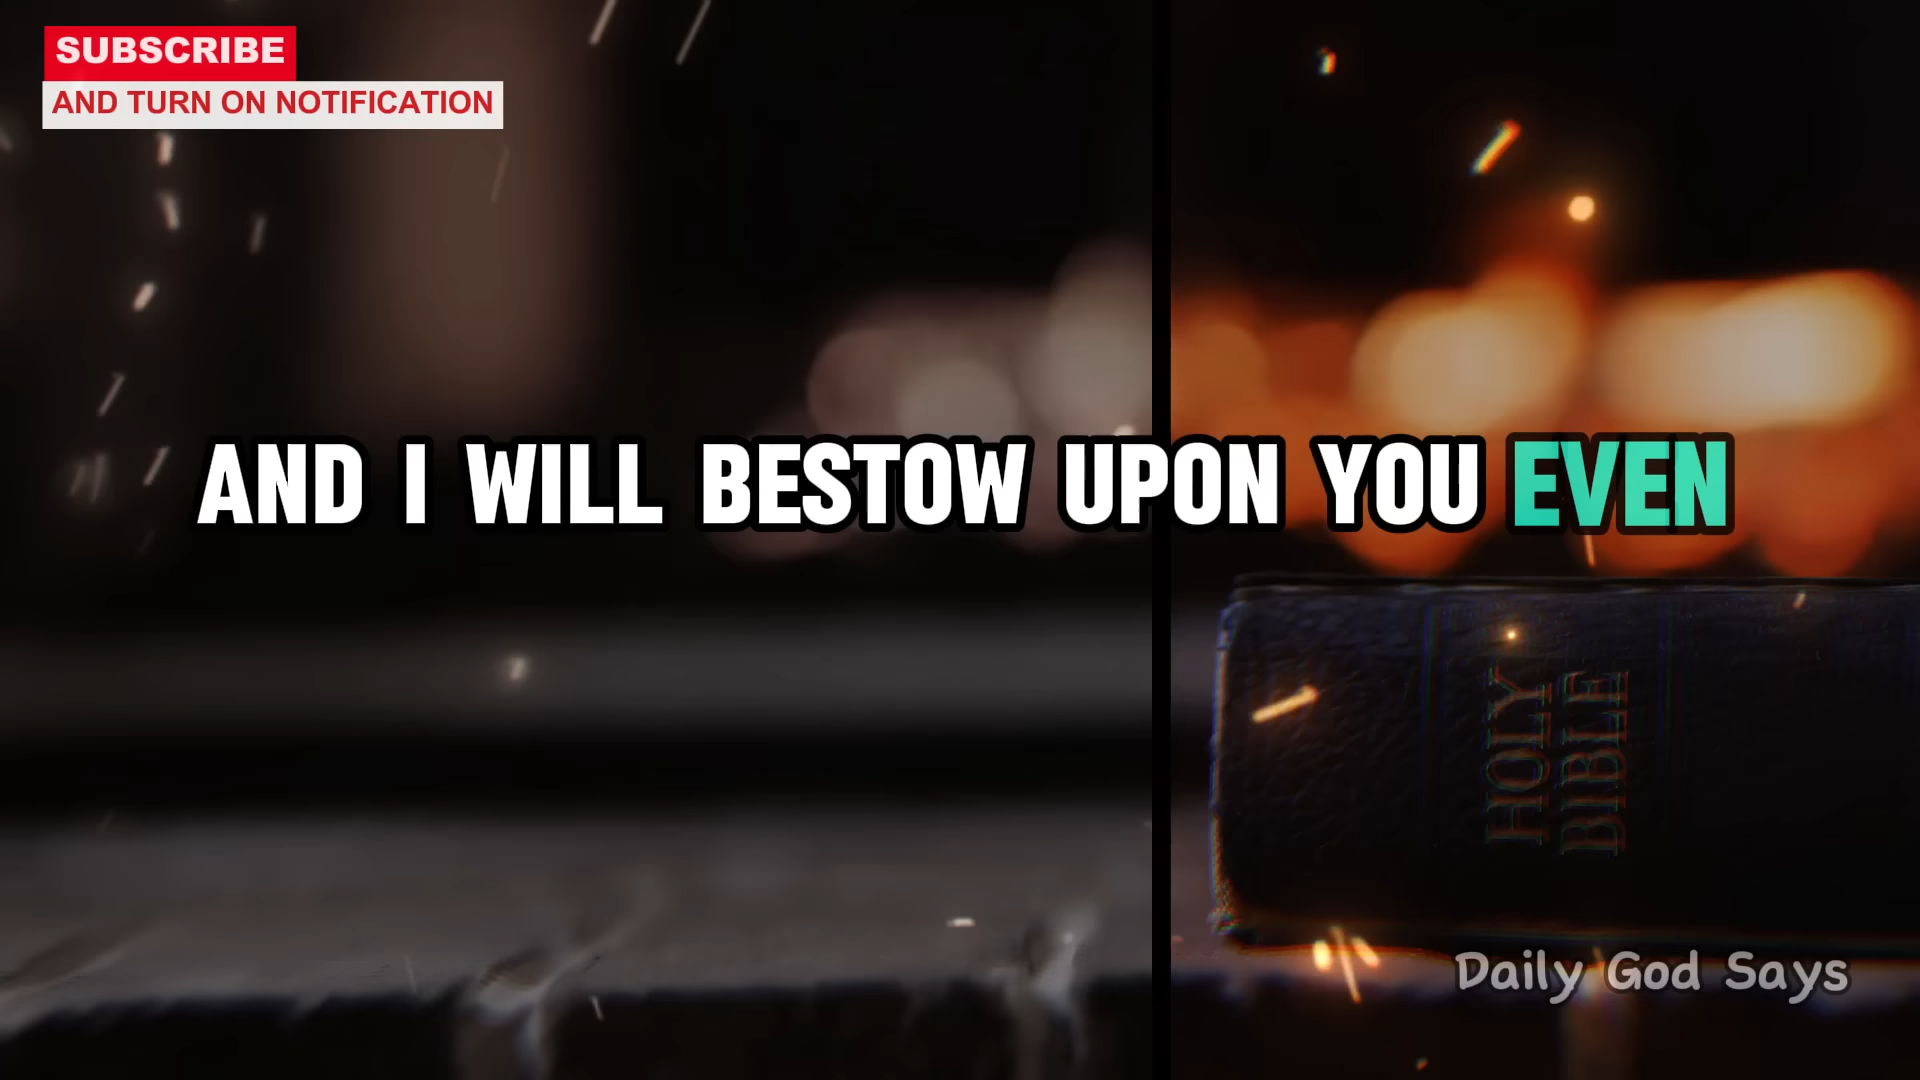 SUBSCRIBE
AND TURN ON NOTIFICATION
AND I WILL BESTOW UPON YOU EVEN
HOLY
BIBLE
Daily God Says